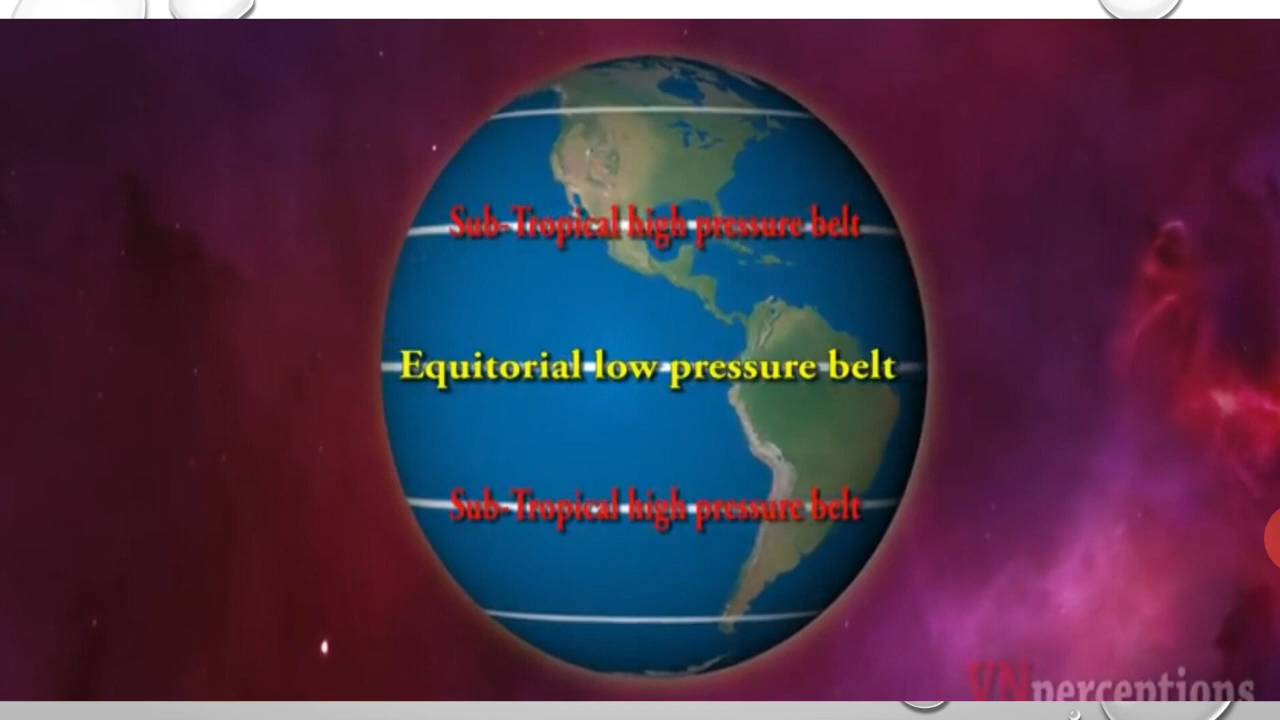 Sub-Tropical high pressure belt
Equitorial low pressure belt
Sub-Tropical high pressure belt
VNperceptions